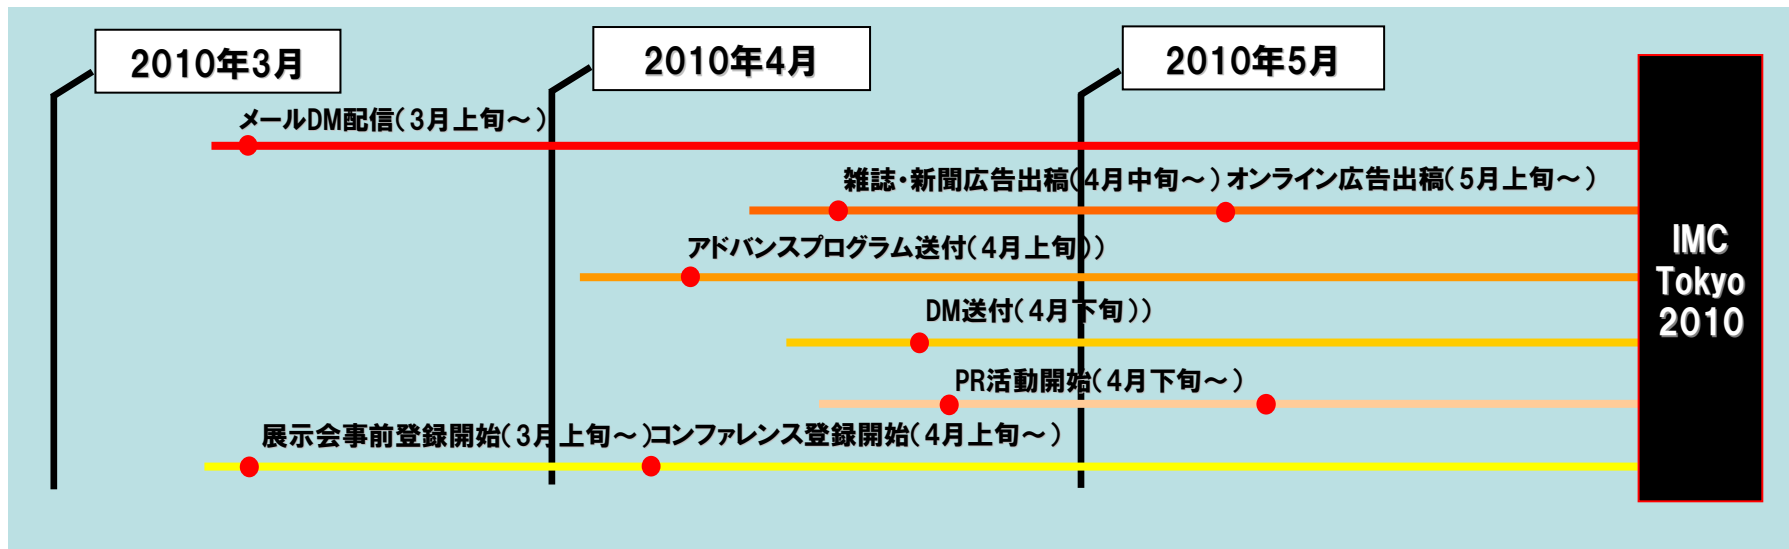 2010年3月
2010年4月
2010年5月
メールDM配信(3月上旬～)
雑誌・新聞広告出稿(4月中旬～)
オンライン広告出稿(5月上旬～)
アドバンスプログラム送付(4月上旬))
DM送付(4月下旬))
PR活動開始(4月下旬～)
展示会事前登録開始(3月上旬～)
コンファレンス登録開始(4月上旬～)
IMC
Tokyo
2010